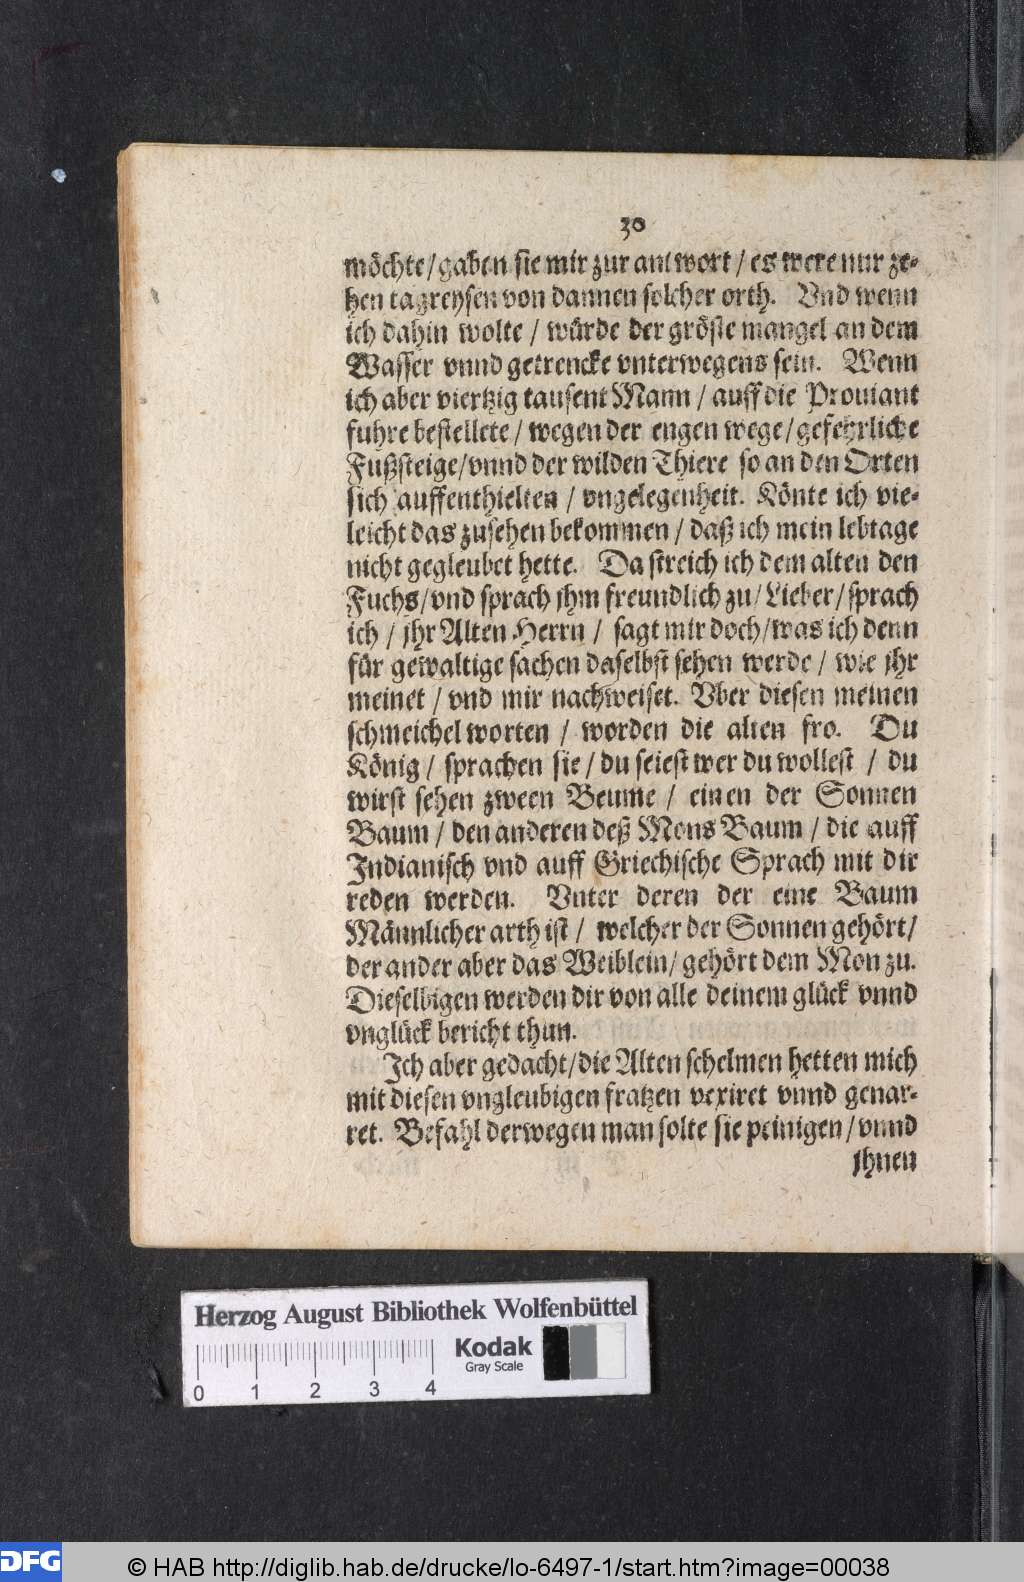 30
möchte/gaben sie mir zur antwort / es were nur ze-
hen tagreysen von dannen solcher orth. Vnd wenn
ich dahin wolte / würde der gröste mangel an dem
Wasser vnnd getrencke vnterwegens sein. Wenn
ich aber viertzig tausent Mann / auff die Prouiant
fuhre bestellete / wegen der engen wege / gefehrliche
Fußsteige/vnnd der wilden Thiere so an den Orten
sich auffenthielten / vngelegenheit. Könte ich vie-
leicht das zusehen bekommen / daß ich mein lebtage
nicht gegleubet hette. Da streich ich dem alten den
Fuchs/vnd sprach jhm freundlich zu/ Lieber/ sprach
ich / jhr Alten Herrn / sagt mir doch/was ich denn
für gewaltige sachen daselbst sehen werde / wie jhr
meinet / vnd mir nachweiset. Vber diesen meinen
schmeichel worten / worden die alten fro. Du
König / sprachen sie / du seiest wer du wollest / du
wirst sehen zween Beume / einen der Sonnen
Baum / den anderen deß Mons Baum / die auff
Indianisch vnd auff Griechische Sprach mit dir
reden werden. Vnter deren der eine Baum
Männlicher arth ist / welcher der Sonnen gehört/
der ander aber das Weiblein/ gehört dem Mon zu.
Dieselbigen werden dir von alle deinem glück vnnd
vnglück bericht thun.
Ich aber gedacht/die Alten schelmen hetten mich
mit diesen vngleubigen fratzen vexiret vnnd genar-
ret. Befahl derwegen man solte sie peinigen / vnnd
jhnen
Herzog August Bibliothek Wolfenbüttel
Kodak
Gray Scale
0 1 2 3 4
DFG
© HAB http://diglib.hab.de/drucke/lo-6497-1/start.htm?image=00038